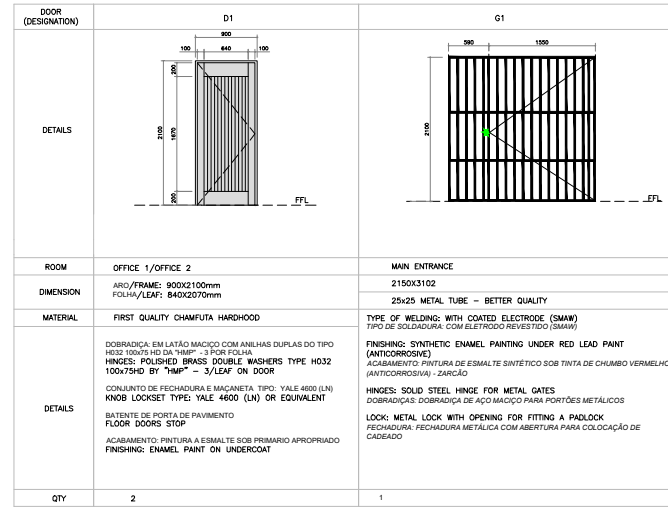 DOOR
(DESIGNATION)
D1
G1
DETAILS
900
100
640
100
200
2100
1670
200
FFL
590
1550
2100
FFL
ROOM
OFFICE 1/OFFICE 2
MAIN ENTRANCE
DIMENSION
ARO/FRAME: 900X2100mm
FOLHA/LEAF: 840X2070mm
2150X3102
25x25 METAL TUBE – BETTER QUALITY
MATERIAL
FIRST QUALITY CHAMFUTA HARDHOOD
TYPE OF WELDING: WITH COATED ELECTRODE (SMAW)
TIPO DE SOLDADURA: COM ELETRODO REVESTIDO (SMAW)
DETAILS
DOBRADIÇA: EM LATÃO MACIÇO COM ANILHAS DUPLAS DO TIPO
H032 100x75 HD DA "HMP" - 3 POR FOLHA
HINGES: POLISHED BRASS DOUBLE WASHERS TYPE H032
100x75HD BY "HMP" – 3/LEAF ON DOOR
CONJUNTO DE FECHADURA E MAÇANETA TIPO: YALE 4600 (LN)
KNOB LOCKSET TYPE: YALE 4600 (LN) OR EQUIVALENT
BATENTE DE PORTA DE PAVIMENTO
FLOOR DOORS STOP
ACABAMENTO: PINTURA A ESMALTE SOB PRIMARIO APROPRIADO
FINISHING: ENAMEL PAINT ON UNDERCOAT
FINISHING: SYNTHETIC ENAMEL PAINTING UNDER RED LEAD PAINT
(ANTICORROSIVE)
ACABAMENTO: PINTURA DE ESMALTE SINTÉTICO SOB TINTA DE CHUMBO VERMELHO
(ANTICORROSIVA) - ZARCÃO
HINGES: SOLID STEEL HINGE FOR METAL GATES
DOBRADIÇAS: DOBRADIÇA DE AÇO MACIÇO PARA PORTÕES METÁLICOS
LOCK: METAL LOCK WITH OPENING FOR FITTING A PADLOCK
FECHADURA: FECHADURA METÁLICA COM ABERTURA PARA COLOCAÇÃO DE
CADEADO
QTY
2
1